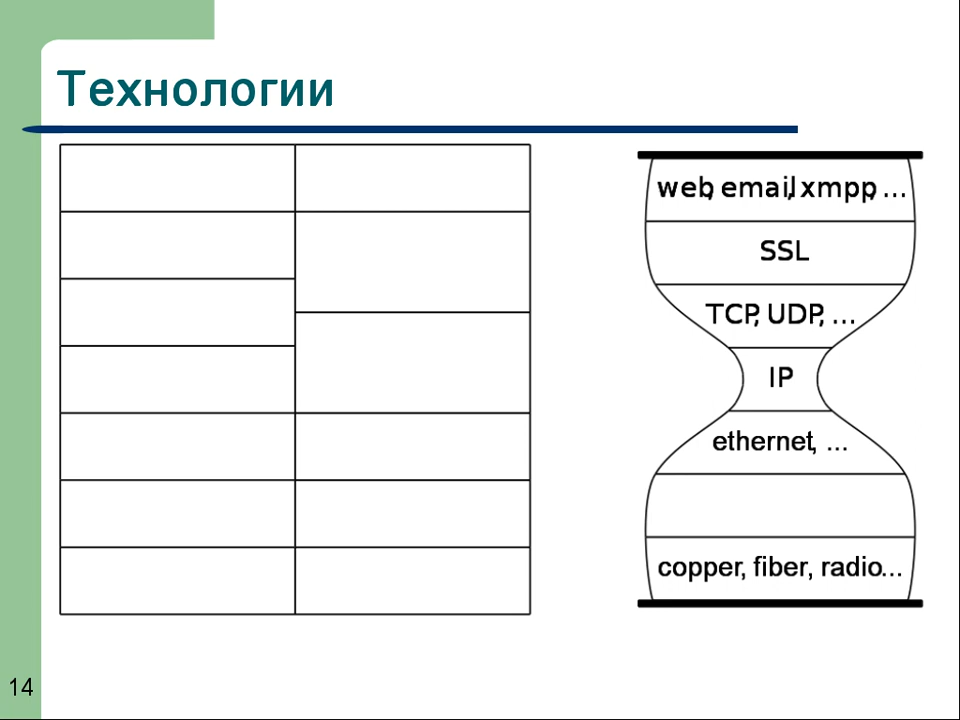 Технологии
web, email, xmpp, ...
SSL
TCP, UDP, ...
IP
ethernet, ...
copper, fiber, radio...
14